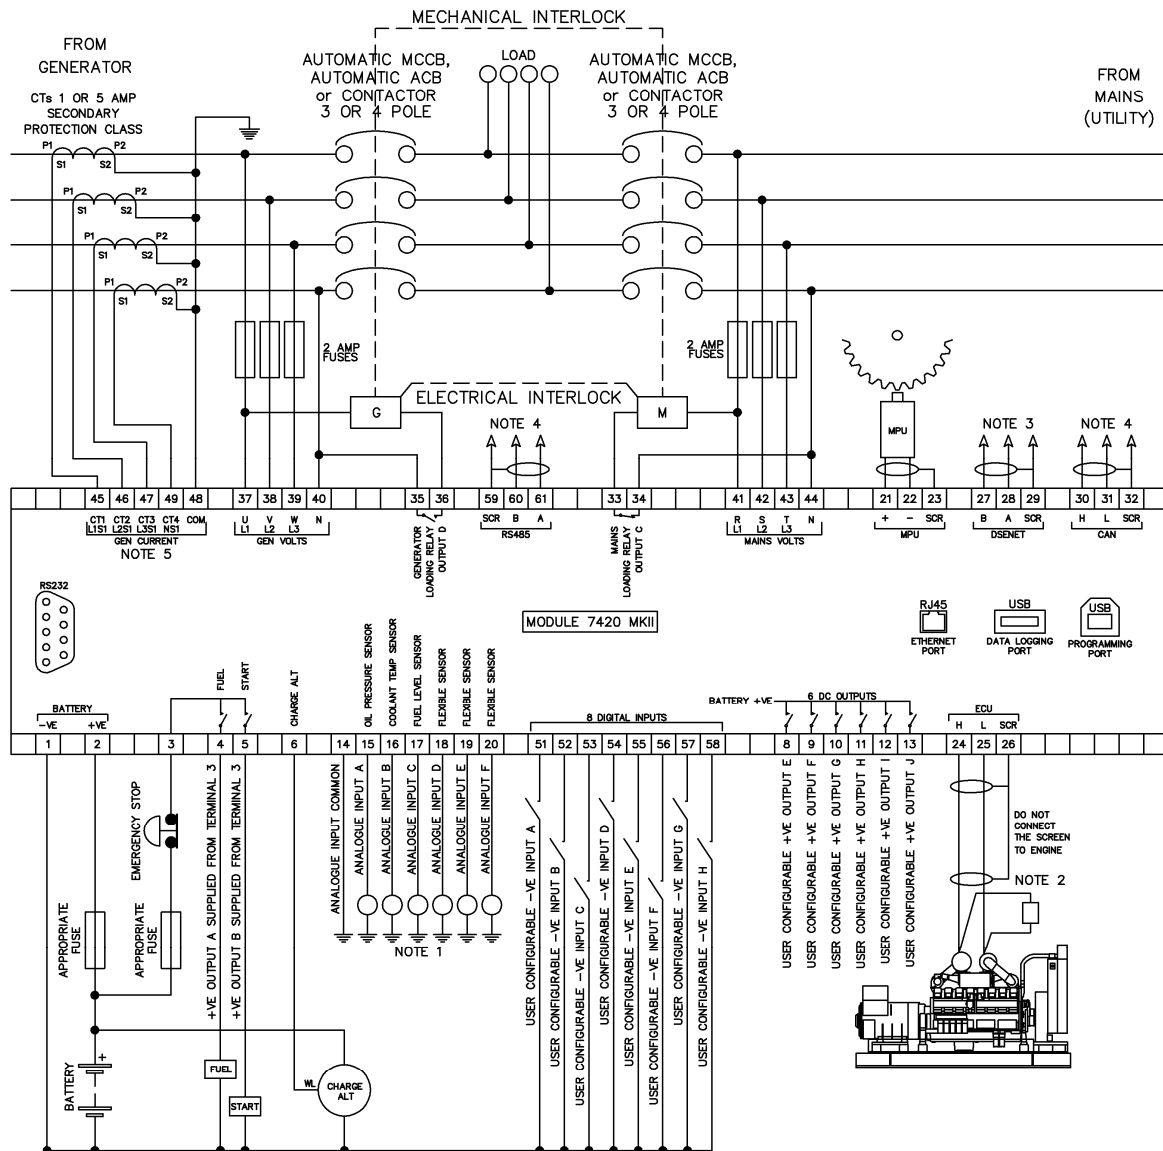 MECHANICAL INTERLOCK
FROM
GENERATOR
CTs 1 OR 5 AMP
SECONDARY
PROTECTION CLASS
AUTOMATIC MCCB,
AUTOMATIC ACB
or CONTACTOR
3 OR 4 POLE
LOAD
AUTOMATIC MCCB,
AUTOMATIC ACB
or CONTACTOR
3 OR 4 POLE
FROM
MAINS
(UTILITY)
P1 P2
S1 S2
P1 P2
S1 S2
P1 P2
S1 S2
P1 P2
S1 S2
2 AMP
FUSES
2 AMP
FUSES
ELECTRICAL INTERLOCK
G
M
NOTE 4
MPU
NOTE 3
NOTE 4
45 46 47 49 48 37 38 39 40 35 36 59 60 61 33 34 41 42 43 44 21 22 23 27 28 29 30 31 32
CT1 CT2 CT3 CT4 COM.
L1S1 L2S1 L3S1 NS1
GEN CURRENT
NOTE 5
U V W N
L1 L2 L3
GEN VOLTS
GENERATOR
LOADING RELAY
OUTPUT D
SCR B A
RS485
MAINS
LOADING RELAY
OUTPUT C
R S T N
L1 L2 L3
MAINS VOLTS
+ − SCR
MPU
B A SCR
DSENET
H L SCR
CAN
RS232
MODULE 7420 MKII
RJ45
ETHERNET
PORT
USB
DATA LOGGING
PORT
USB
PROGRAMMING
PORT
BATTERY
−VE +VE
FUEL
START
CHARGE ALT
OIL PRESSURE SENSOR
COOLANT TEMP SENSOR
FUEL LEVEL SENSOR
FLEXIBLE SENSOR
FLEXIBLE SENSOR
FLEXIBLE SENSOR
8 DIGITAL INPUTS
BATTERY +VE
6 DC OUTPUTS
ECU
H L SCR
1 2 3 4 5 6 14 15 16 17 18 19 20 51 52 53 54 55 56 57 58 8 9 10 11 12 13 24 25 26
EMERGENCY STOP
APPROPRIATE
FUSE
APPROPRIATE
FUSE
+VE OUTPUT A SUPPLIED FROM TERMINAL 3
+VE OUTPUT B SUPPLIED FROM TERMINAL 3
ANALOGUE INPUT COMMON
ANALOGUE INPUT A
ANALOGUE INPUT B
ANALOGUE INPUT C
ANALOGUE INPUT D
ANALOGUE INPUT E
ANALOGUE INPUT F
NOTE 1
USER CONFIGURABLE −VE INPUT A
USER CONFIGURABLE −VE INPUT B
USER CONFIGURABLE −VE INPUT C
USER CONFIGURABLE −VE INPUT D
USER CONFIGURABLE −VE INPUT E
USER CONFIGURABLE −VE INPUT F
USER CONFIGURABLE −VE INPUT G
USER CONFIGURABLE −VE INPUT H
USER CONFIGURABLE +VE OUTPUT E
USER CONFIGURABLE +VE OUTPUT F
USER CONFIGURABLE +VE OUTPUT G
USER CONFIGURABLE +VE OUTPUT H
USER CONFIGURABLE +VE OUTPUT I
USER CONFIGURABLE +VE OUTPUT J
DO NOT
CONNECT
THE SCREEN
TO ENGINE
NOTE 2
BATTERY
+
FUEL
START
WL
CHARGE
ALT